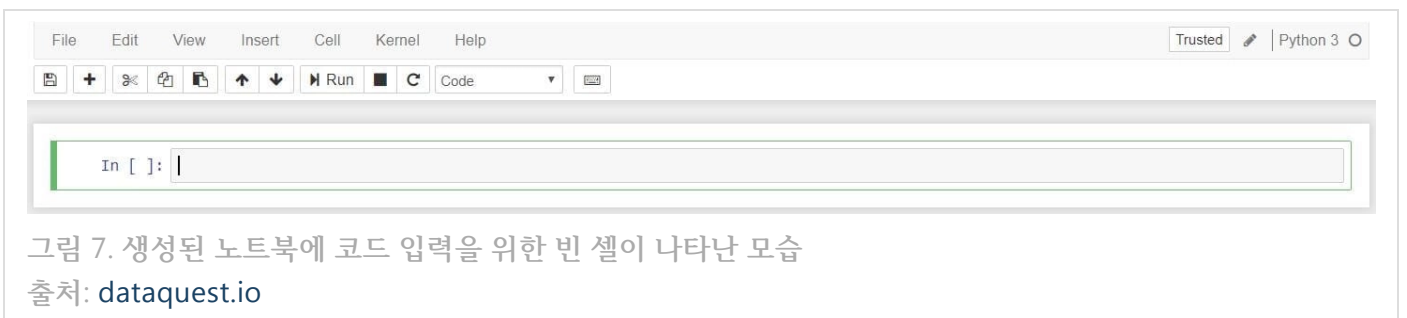 File Edit View Insert Cell Kernel Help Trusted Python 3
Run Code
In [ ]:
그림 7. 생성된 노트북에 코드 입력을 위한 빈 셀이 나타난 모습
출처: dataquest.io